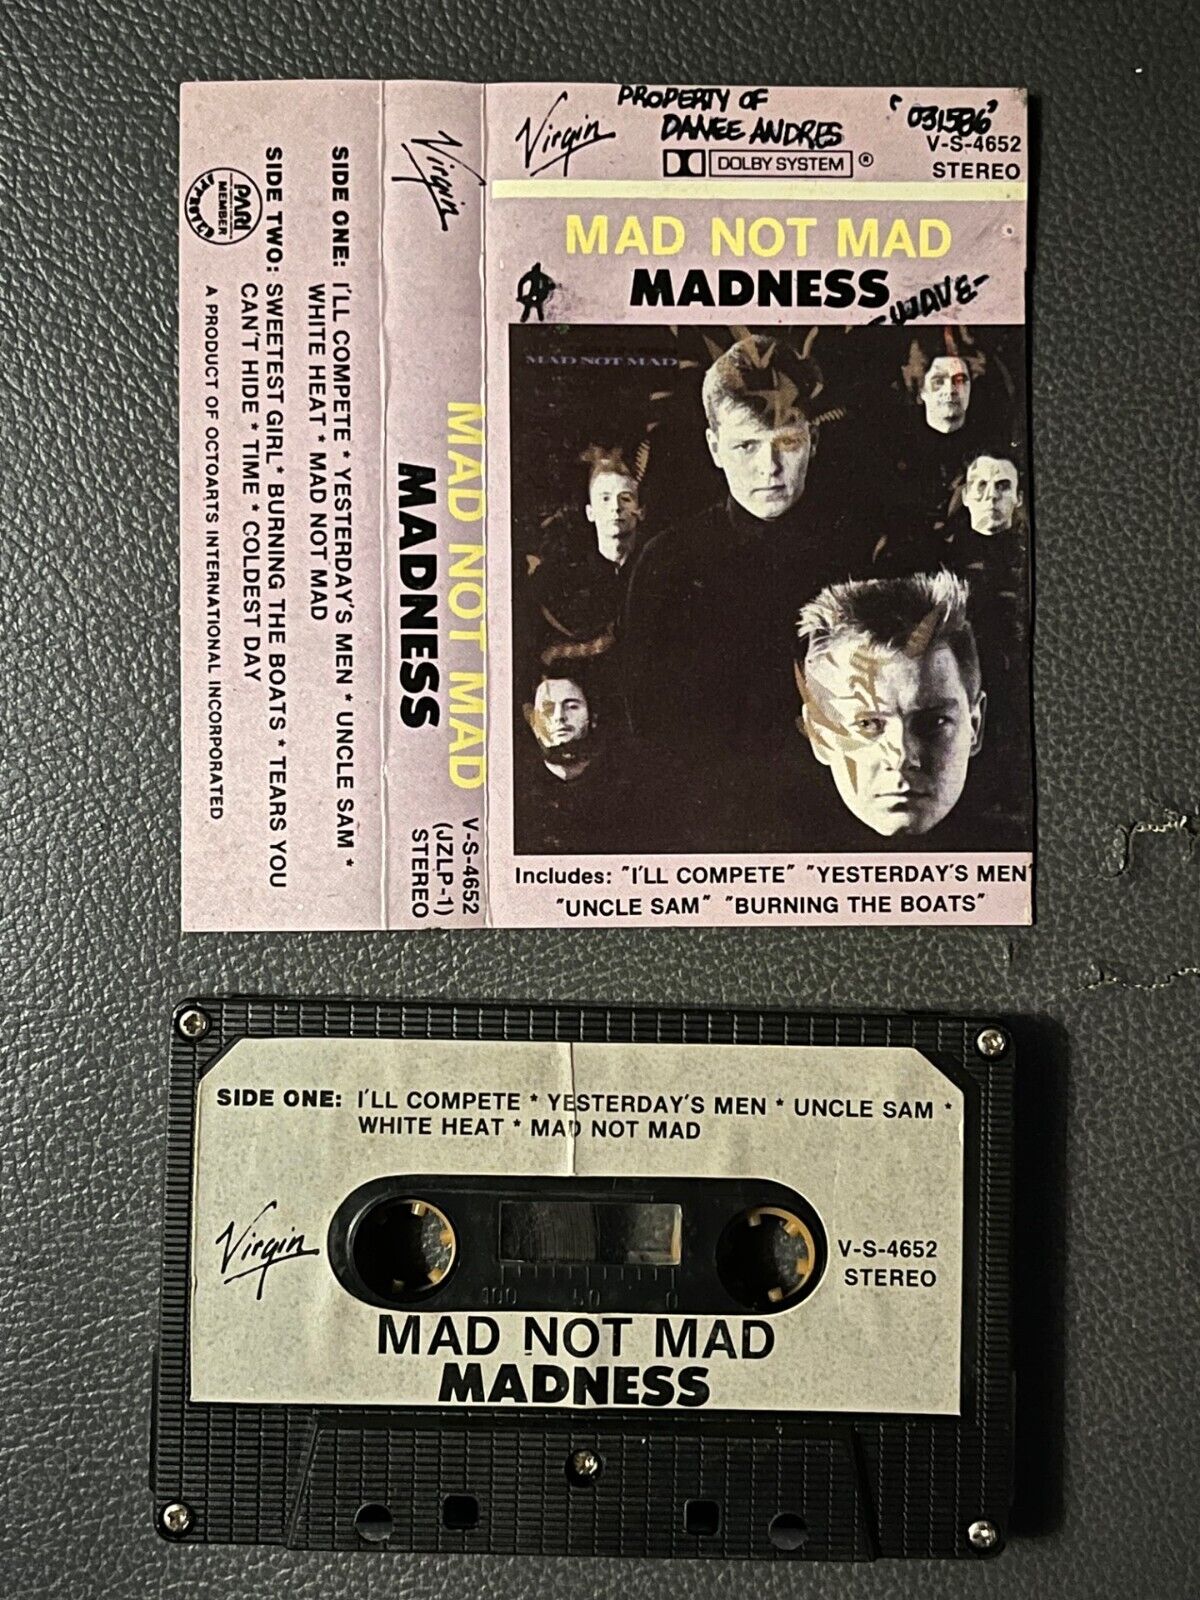 Virgin
PROPERTY OF
DANEE ANDRES
"031586"
V-S-4652
STEREO
DOLBY SYSTEM ®
MAD NOT MAD
MADNESS
-WAVE-
MAD NOT MAD
Includes: "I'LL COMPETE" "YESTERDAY'S MEN
"UNCLE SAM" "BURNING THE BOATS"
Virgin
MAD NOT MAD
MADNESS
V-S-4652
(JZLP-1)
STEREO
SIDE ONE: I'LL COMPETE * YESTERDAY'S MEN * UNCLE SAM *
WHITE HEAT * MAD NOT MAD
SIDE TWO: SWEETEST GIRL * BURNING THE BOATS * TEARS YOU
CAN'T HIDE * TIME * COLDEST DAY
PARI
MEMBER
A PRODUCT OF OCTOARTS INTERNATIONAL INCORPORATED
SIDE ONE: I'LL COMPETE * YESTERDAY'S MEN * UNCLE SAM *
WHITE HEAT * MAD NOT MAD
Virgin
V-S-4652
STEREO
100 50 0
MAD NOT MAD
MADNESS